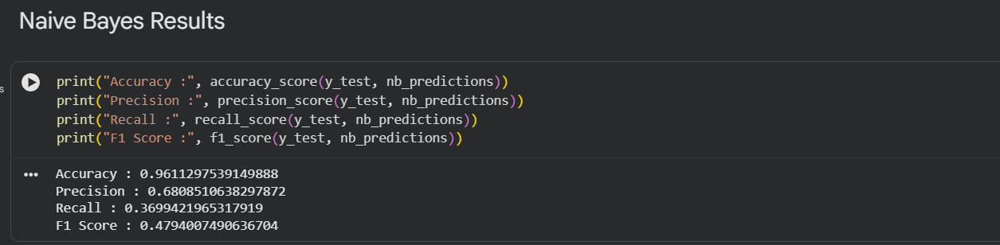 Naive Bayes Results
s
print("Accuracy :", accuracy_score(y_test, nb_predictions))
print("Precision :", precision_score(y_test, nb_predictions))
print("Recall :", recall_score(y_test, nb_predictions))
print("F1 Score :", f1_score(y_test, nb_predictions))
Accuracy : 0.9611297539149888
Precision : 0.6808510638297872
Recall : 0.3699421965317919
F1 Score : 0.4794007490636704